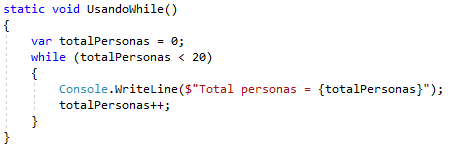 static void UsandoWhile()
{
    var totalPersonas = 0;
    while (totalPersonas < 20)
    {
        Console.WriteLine($"Total personas = {totalPersonas}");
        totalPersonas++;
    }
}